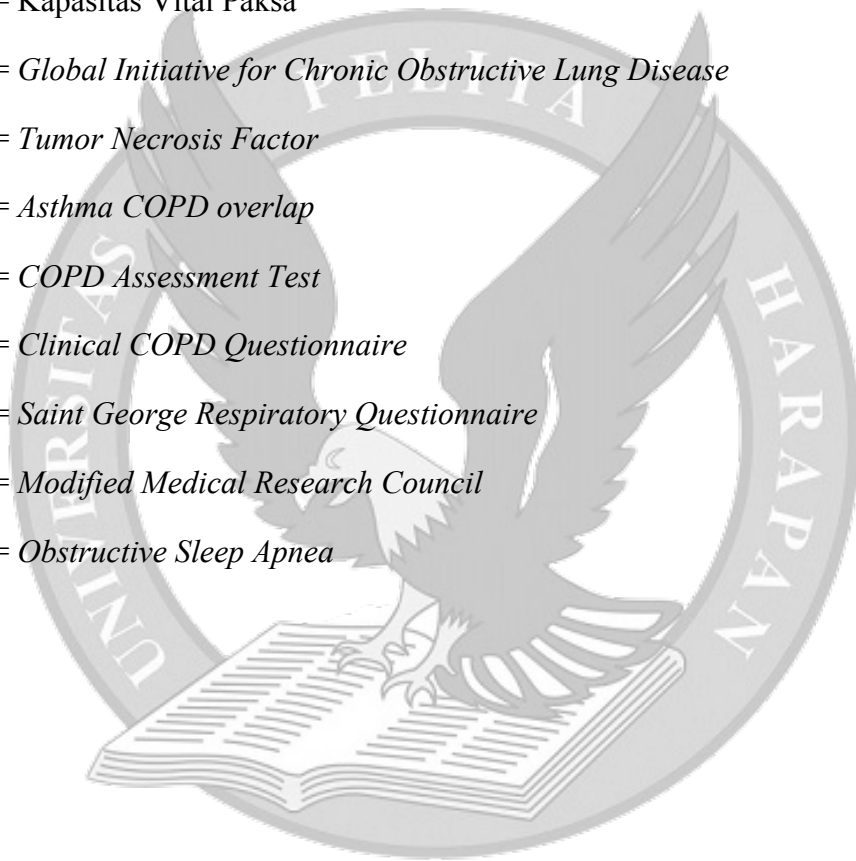 = Kapasitas Vital Paksa
= Global Initiative for Chronic Obstructive Lung Disease
= Tumor Necrosis Factor
= Asthma COPD overlap
= COPD Assessment Test
= Clinical COPD Questionnaire
= Saint George Respiratory Questionnaire
= Modified Medical Research Council
= Obstructive Sleep Apnea
UNIVERSITAS PELITA HARAPAN